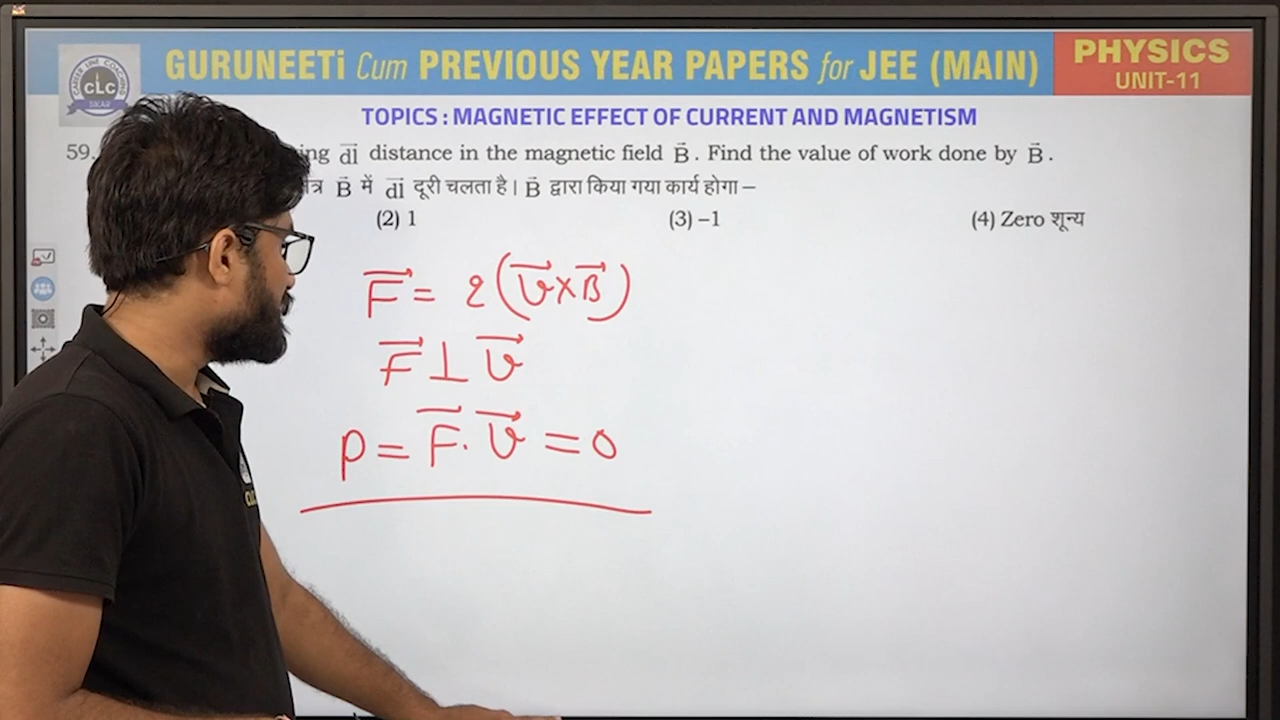 GURUNEETi Cum PREVIOUS YEAR PAPERS for JEE (MAIN)
PHYSICS
UNIT-11
CLC
SIKAR
TOPICS : MAGNETIC EFFECT OF CURRENT AND MAGNETISM
59. ing d⃗l distance in the magnetic field B⃗. Find the value of work done by B⃗.
B⃗ में d⃗l दूरी चलता है। B⃗ द्वारा किया गया कार्य होगा –
(2) 1 (3) –1 (4) Zero शून्य
F⃗ = q(v⃗×B⃗)
F⃗ ⊥ v⃗
P = F⃗.v⃗ = 0